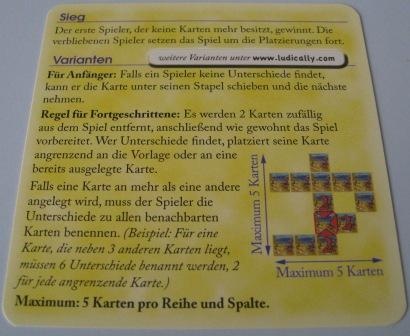 Sieg
Der erste Spieler, der keine Karten mehr besitzt, gewinnt. Die
verbliebenen Spieler setzen das Spiel um die Platzierungen fort.
Varianten
weitere Varianten unter www.ludically.com
Für Anfänger: Falls ein Spieler keine Unterschiede findet,
kann er die Karte unter seinen Stapel schieben und die nächste
nehmen.
Regel für Fortgeschrittene: Es werden 2 Karten zufällig
aus dem Spiel entfernt, anschließend wie gewohnt das Spiel
vorbereitet. Wer Unterschiede findet, platziert seine Karte
angrenzend an die Vorlage oder an eine
bereits ausgelegte Karte.
Falls eine Karte an mehr als eine andere
angelegt wird, muss der Spieler die
Unterschiede zu allen benachbarten
Karten benennen. (Beispiel: Für eine
Karte, die neben 3 anderen Karten liegt,
müssen 6 Unterschiede benannt werden, 2
für jede angrenzende Karte.)
Maximum: 5 Karten pro Reihe und Spalte.
Maximum 5 Karten
Maximum 5 Karten